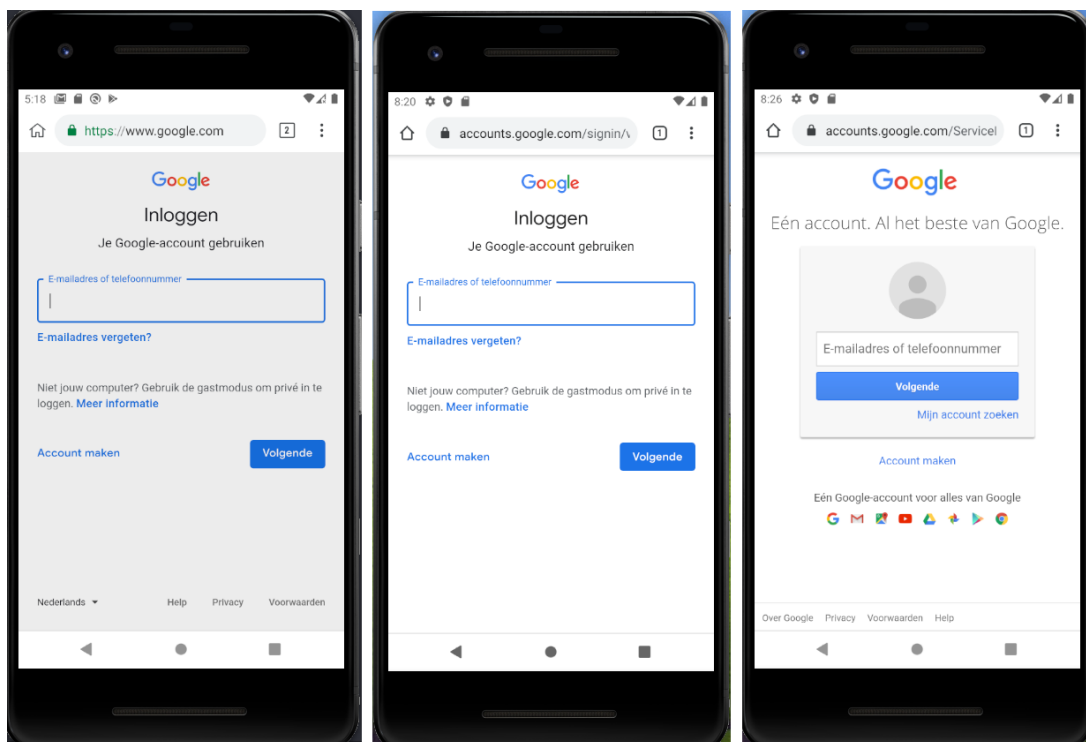 5:18
https://www.google.com
2
Google
Inloggen
Je Google-account gebruiken
E-mailadres of telefoonnummer
E-mailadres vergeten?
Niet jouw computer? Gebruik de gastmodus om privé in te
loggen. Meer informatie
Account maken
Volgende
Nederlands
Help
Privacy
Voorwaarden
8:20
accounts.google.com/signin/v
1
Google
Inloggen
Je Google-account gebruiken
E-mailadres of telefoonnummer
E-mailadres vergeten?
Niet jouw computer? Gebruik de gastmodus om privé in te
loggen. Meer informatie
Account maken
Volgende
8:26
accounts.google.com/Servicel
1
Google
Eén account. Al het beste van Google.
E-mailadres of telefoonnummer
Volgende
Mijn account zoeken
Account maken
Eén Google-account voor alles van Google
Over Google
Privacy
Voorwaarden
Help